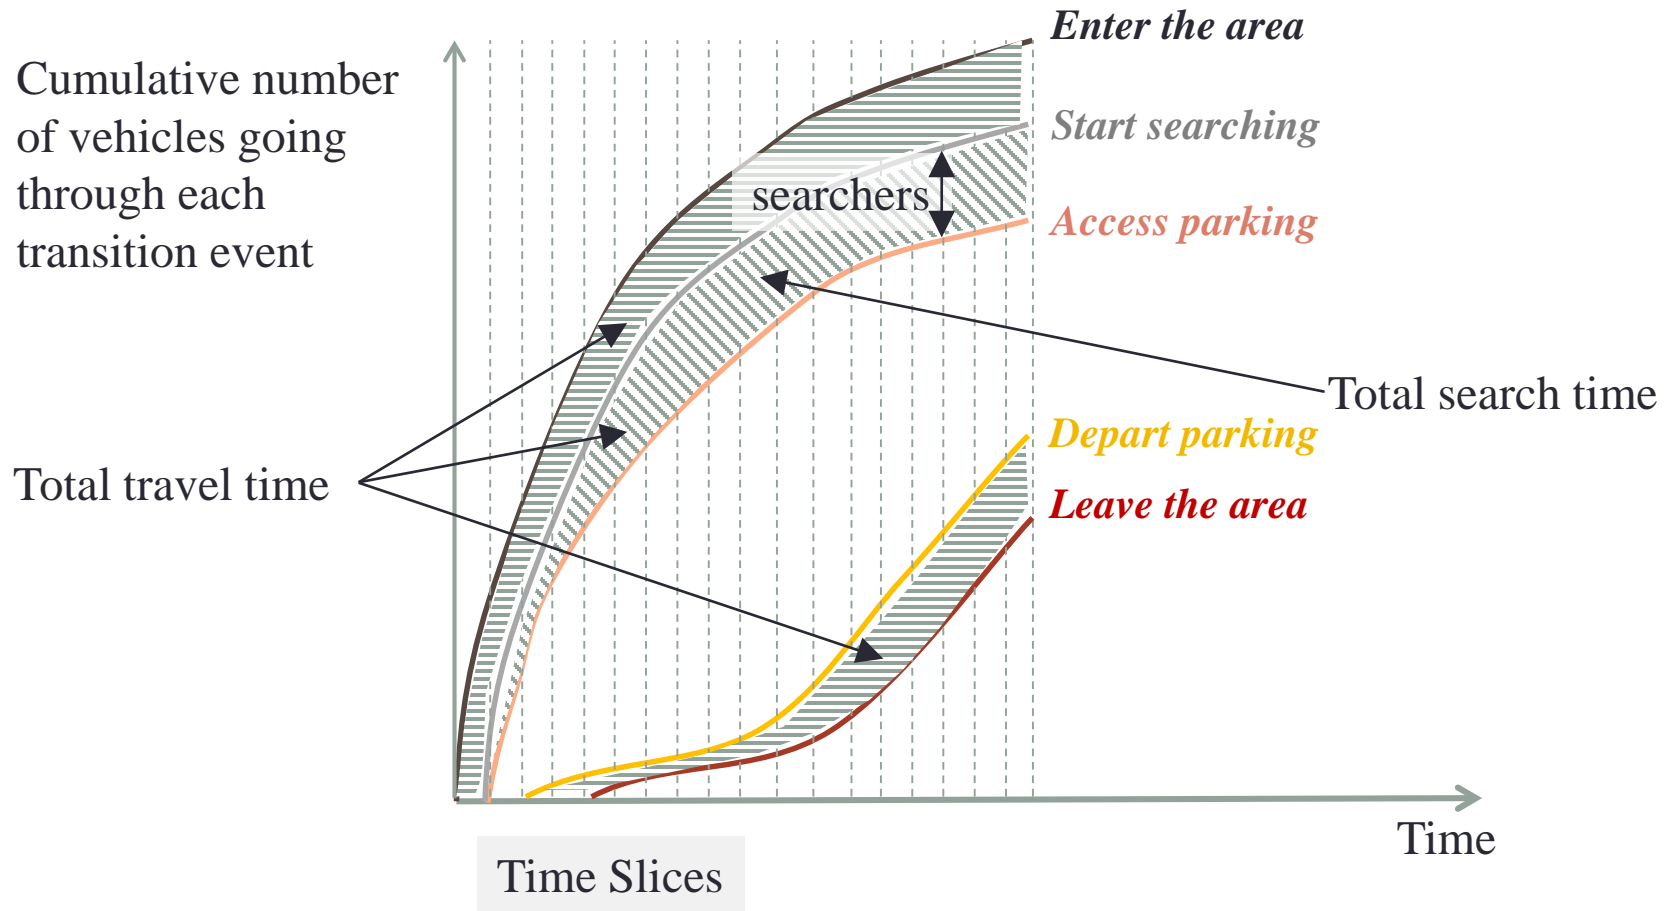 Enter the area
Cumulative number
of vehicles going
through each
transition event
Start searching
searchers
Access parking
Total search time
Depart parking
Total travel time
Leave the area
Time
Time Slices